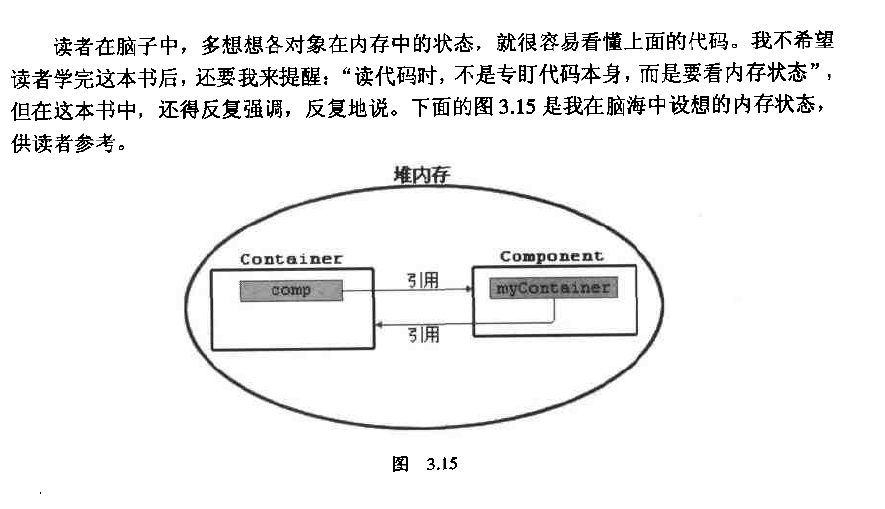 读者在脑子中，多想想各对象在内存中的状态，就很容易看懂上面的代码。我不希望
读者学完这本书后，还要我来提�：“读代码时，不是专盯代码本身，而是要看内存状态”，
但在这本书中，还得反复强调，反复地说。下面的图 3.15 是我在脑海中设想的内存状态，
供读者参考。
堆内存
Container
Component
comp
引用
myContainer
引用
图 3.15